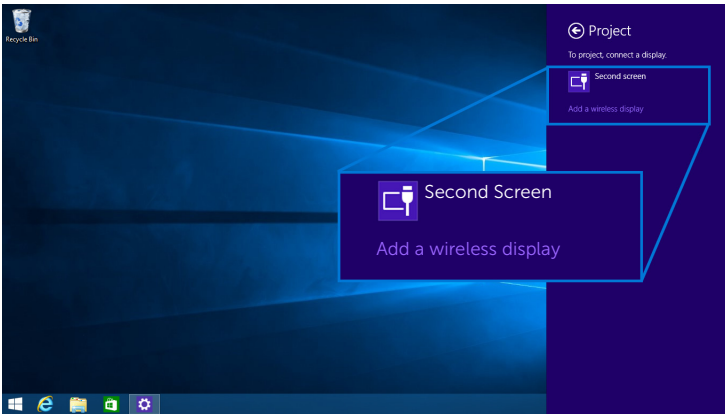 Recycle Bin
Project
To project, connect a display.
Second screen
Add a wireless display
Second Screen
Add a wireless display